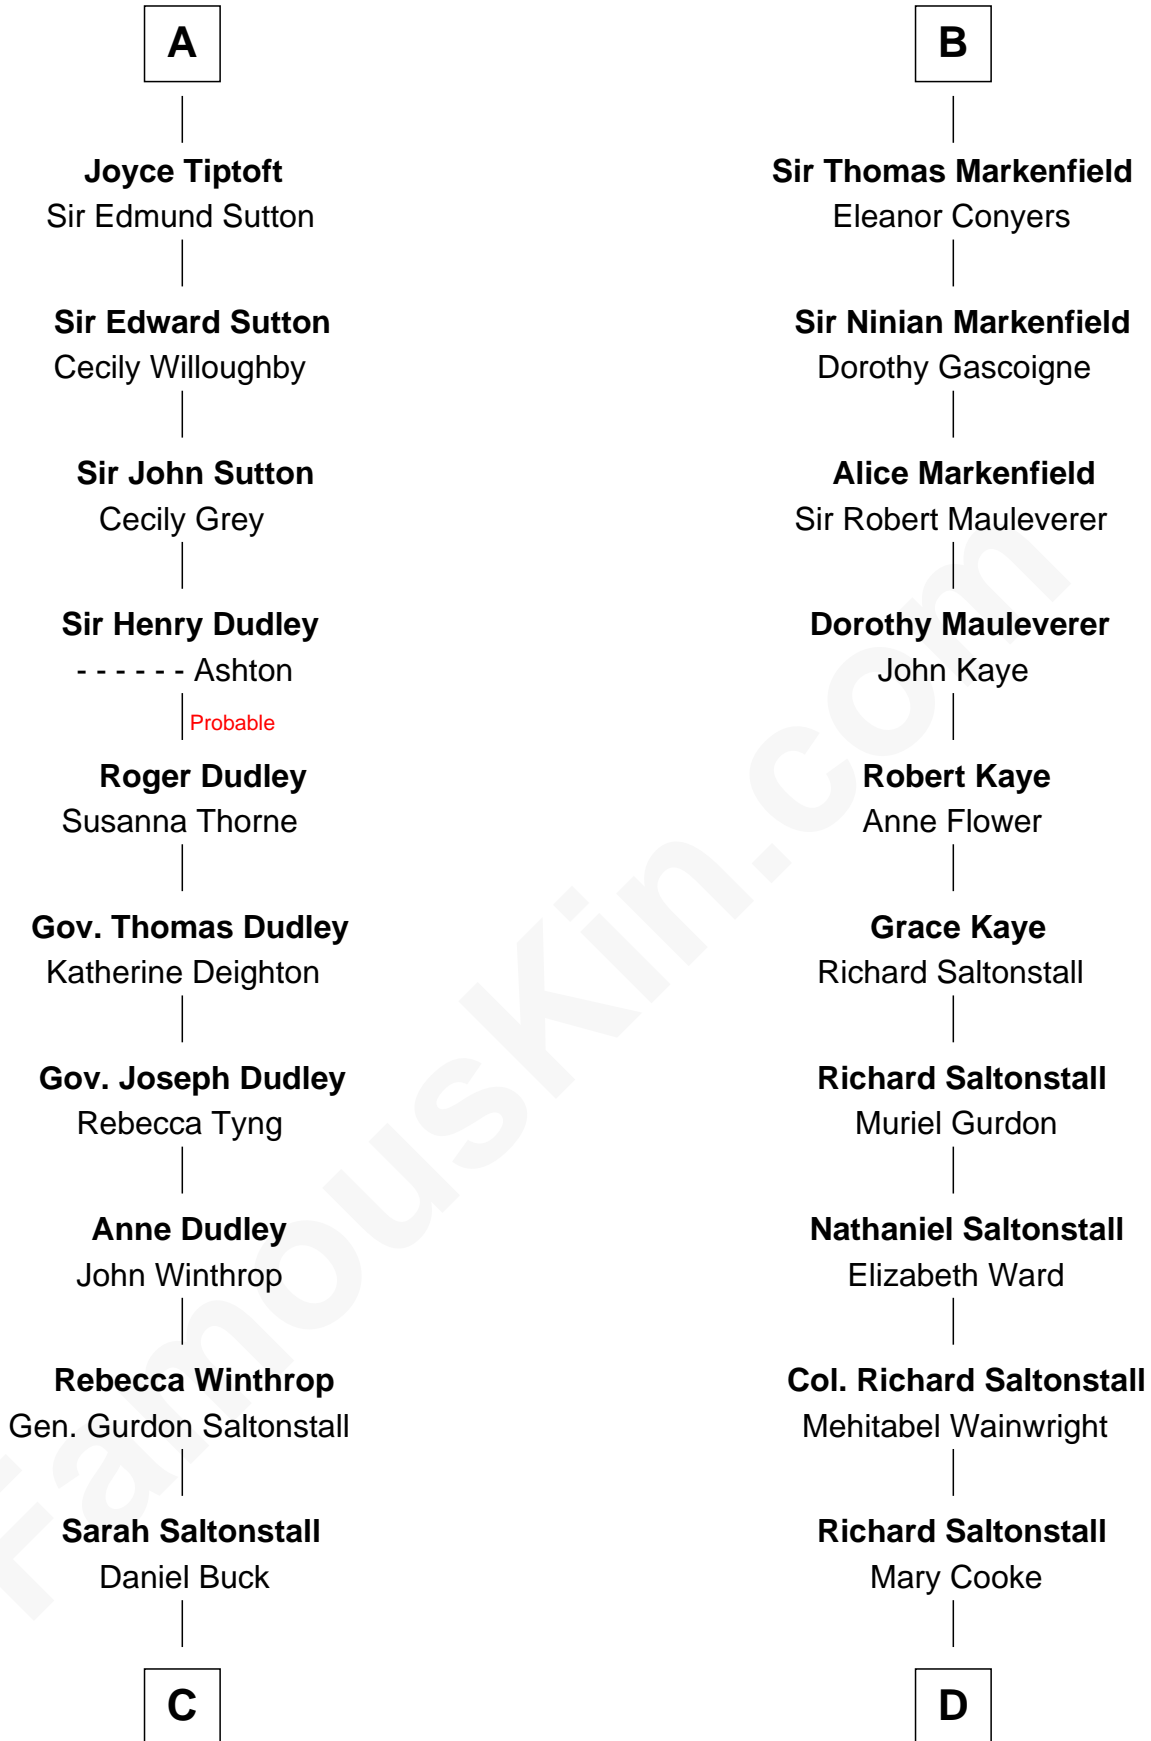 A
Joyce Tiptoft
Sir Edmund Sutton
Sir Edward Sutton
Cecily Willoughby
Sir John Sutton
Cecily Grey
Sir Henry Dudley
- - - - - - Ashton
Probable
Roger Dudley
Susanna Thorne
Gov. Thomas Dudley
Katherine Deighton
Gov. Joseph Dudley
Rebecca Tyng
Anne Dudley
John Winthrop
Rebecca Winthrop
Gen. Gurdon Saltonstall
Sarah Saltonstall
Daniel Buck
C
B
Sir Thomas Markenfield
Eleanor Conyers
Sir Ninian Markenfield
Dorothy Gascoigne
Alice Markenfield
Sir Robert Mauleverer
Dorothy Mauleverer
John Kaye
Robert Kaye
Anne Flower
Grace Kaye
Richard Saltonstall
Richard Saltonstall
Muriel Gurdon
Nathaniel Saltonstall
Elizabeth Ward
Col. Richard Saltonstall
Mehitabel Wainwright
Richard Saltonstall
Mary Cooke
D
FamousKin.com